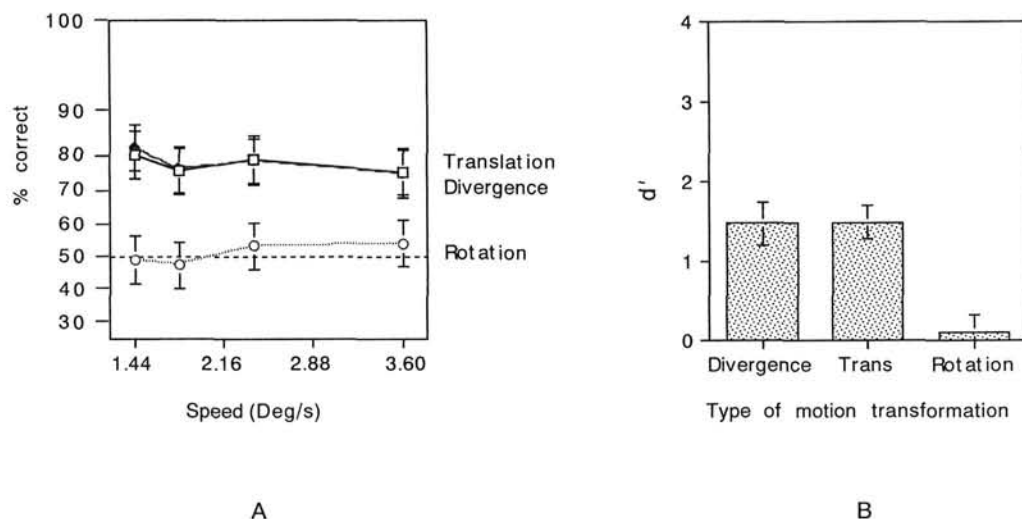 100
90
80
70
60
50
40
30
% correct
Translation
Divergence
Rotation
1.44 2.16 2.88 3.60
Speed (Deg/s)
A
4
3
2
1
0
d'
Divergence Trans Rotation
Type of motion transformation
B